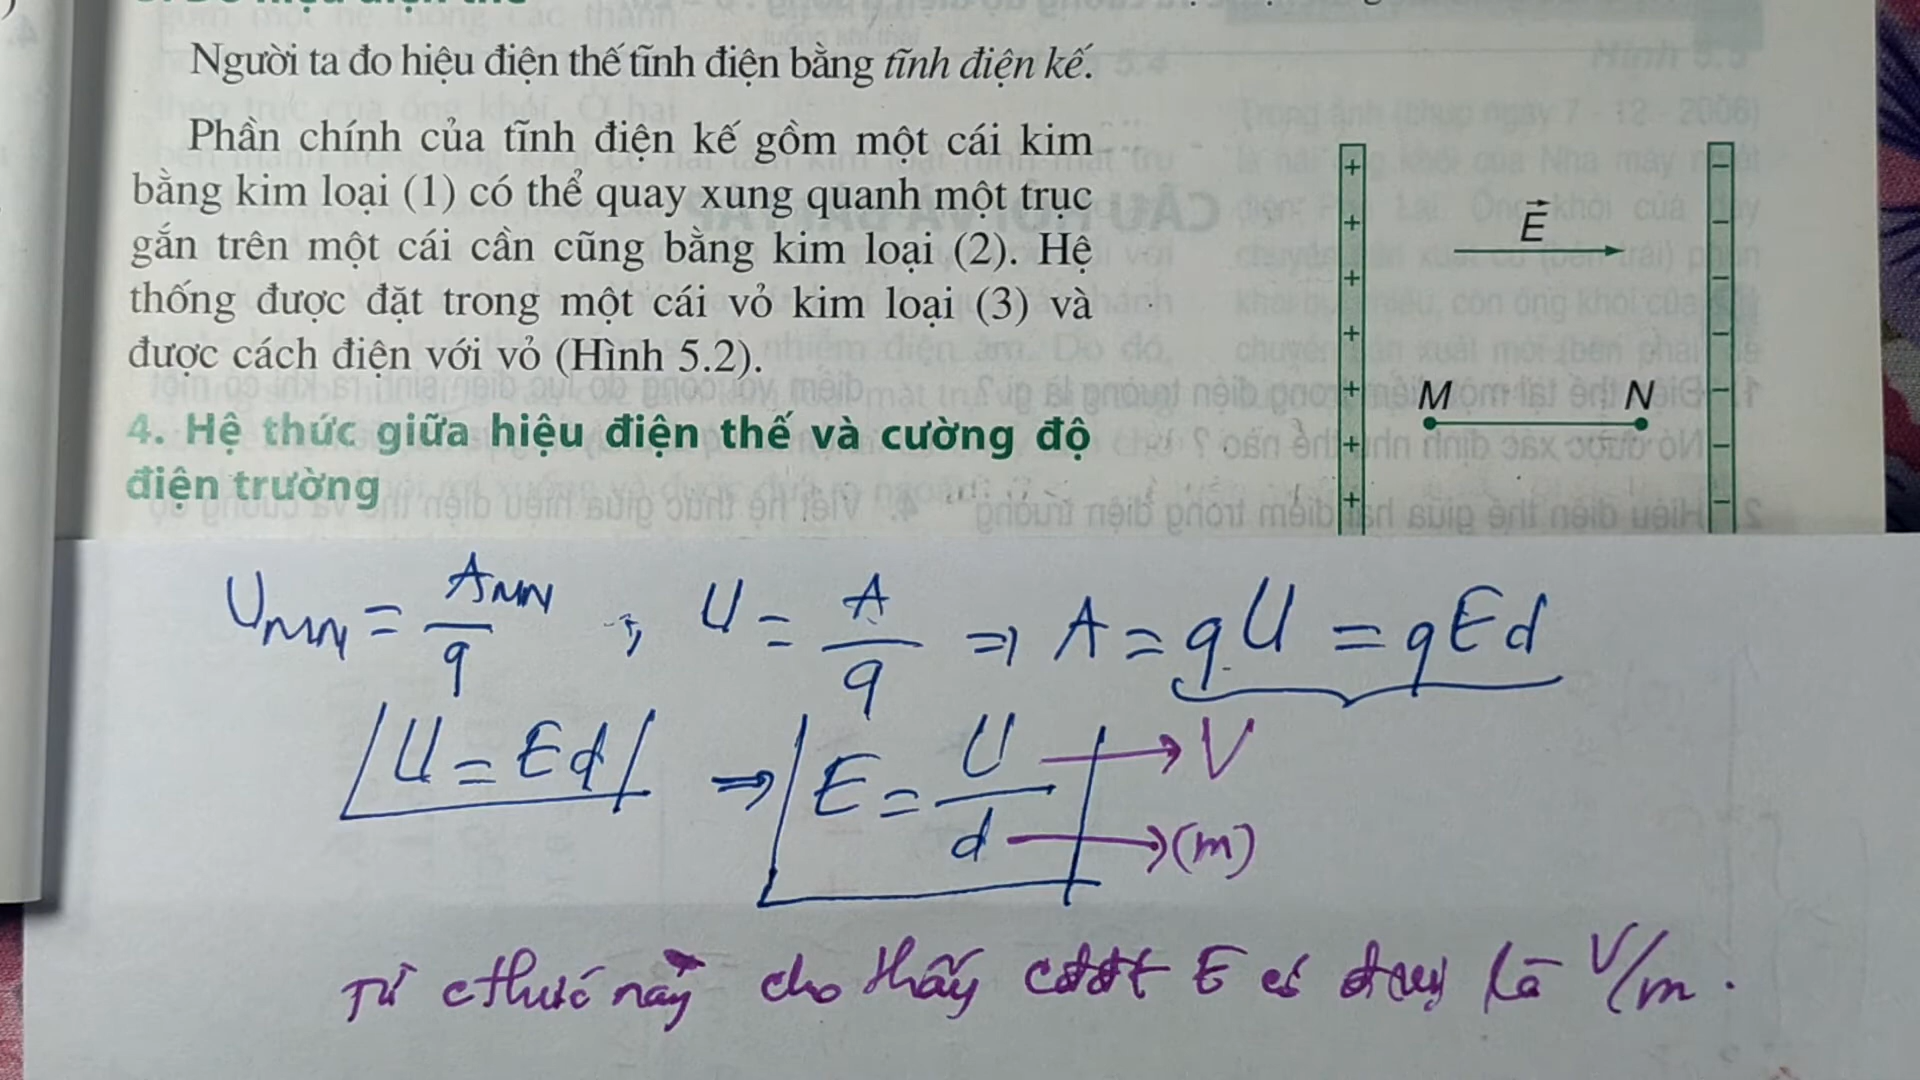 Người ta đo hiệu điện thế tĩnh điện bằng tĩnh điện kế.
Phần chính của tĩnh điện kế gồm một cái kim
bằng kim loại (1) có thể quay xung quanh một trục
gắn trên một cái cần cũng bằng kim loại (2). Hệ
thống được đặt trong một cái vỏ kim loại (3) và
được cách điện với vỏ (Hình 5.2).
4. Hệ thức giữa hiệu điện thế và cường độ
điện trường
E
M N
U_MN = A_MN / q ; U = A / q => A = qU = qEd
U = Ed => E = U / d → V
→ (m)
Từ cthức này cho thấy cđđt E có đvị là V/m.